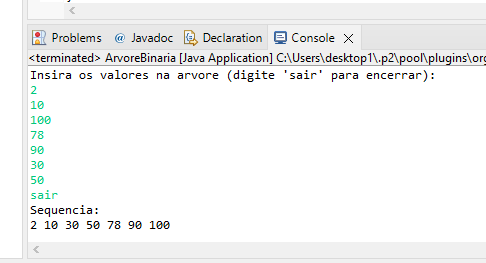 Problems @ Javadoc Declaration Console
<terminated> ArvoreBinaria [Java Application] C:\Users\desktop1\.p2\pool\plugins\org
Insira os valores na arvore (digite 'sair' para encerrar):
2
10
100
78
90
30
50
sair
Sequencia:
2 10 30 50 78 90 100